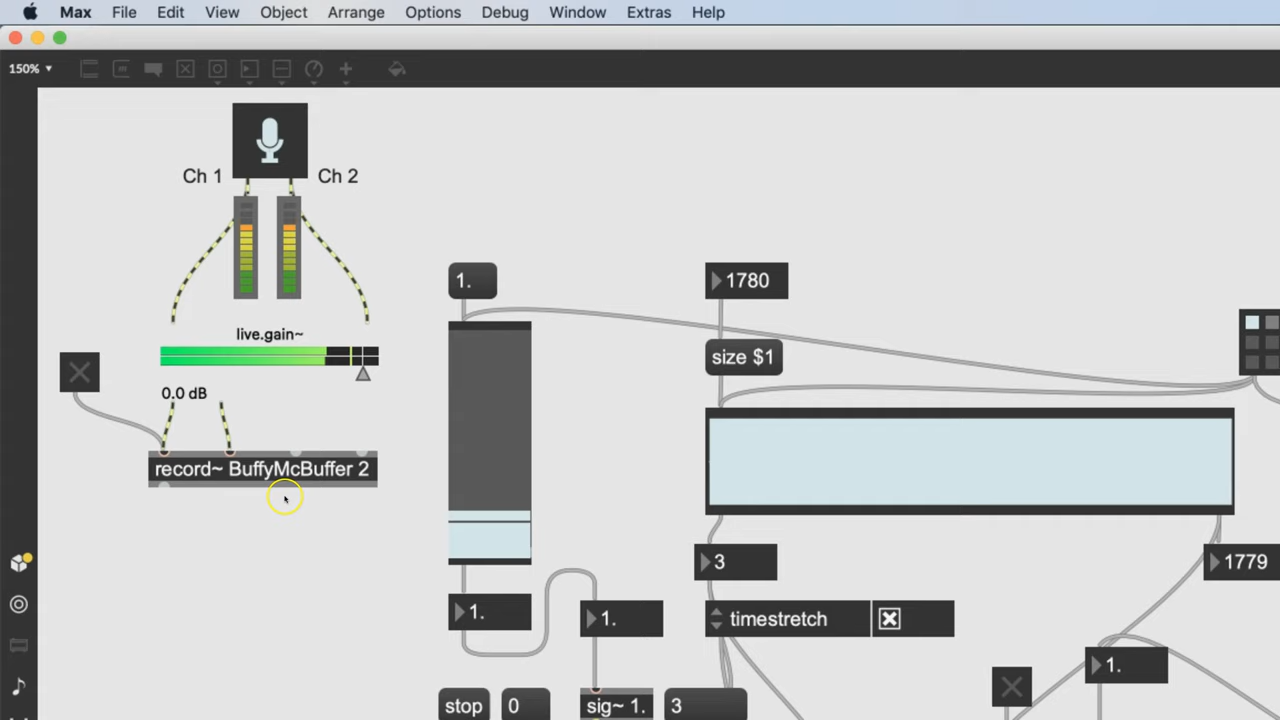 Max File Edit View Object Arrange Options Debug Window Extras Help
150% ▾
Ch 1 Ch 2
1. 1780
live.gain~
size $1
0.0 dB
record~ BuffyMcBuffer 2
3 1779
1. 1. timestretch
1.
stop 0 sig~ 1. 3